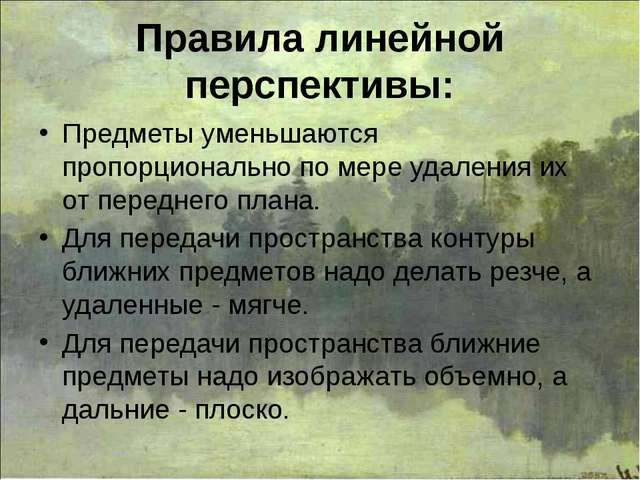 Правила линейной
перспективы:
• Предметы уменьшаются
пропорционально по мере удаления их
от переднего плана.
• Для передачи пространства контуры
ближних предметов надо делать резче, а
удаленные - мягче.
• Для передачи пространства ближние
предметы надо изображать объемно, а
дальние - плоско.